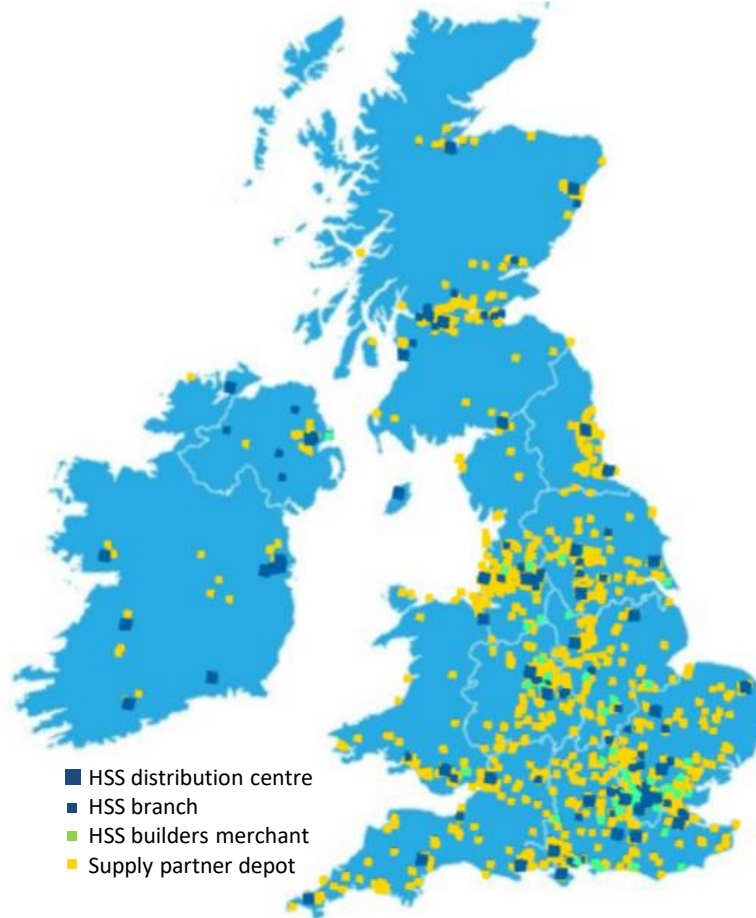 HSS distribution centre
HSS branch
HSS builders merchant
Supply partner depot